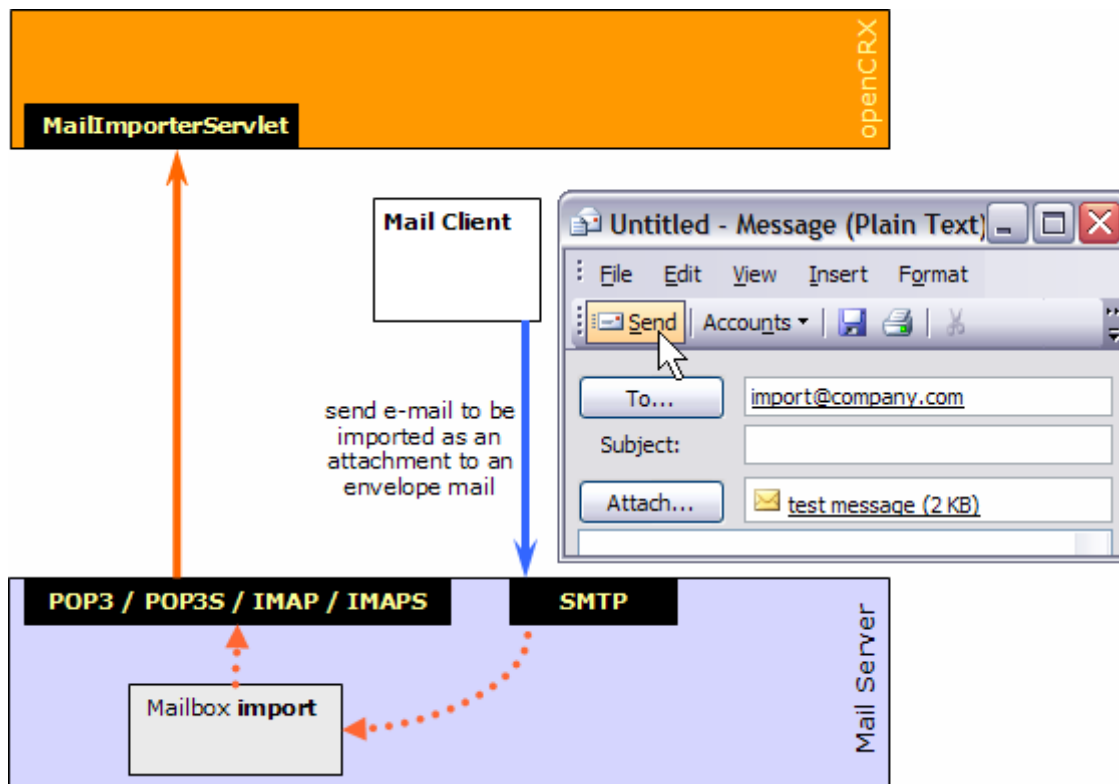 openCRX
MailImporterServlet
Mail Client
Untitled - Message (Plain Text)
File Edit View Insert Format
Send Accounts
To... import@company.com
Subject:
Attach... test message (2 KB)
send e-mail to be
imported as an
attachment to an
envelope mail
POP3 / POP3S / IMAP / IMAPS
SMTP
Mailbox import
Mail Server